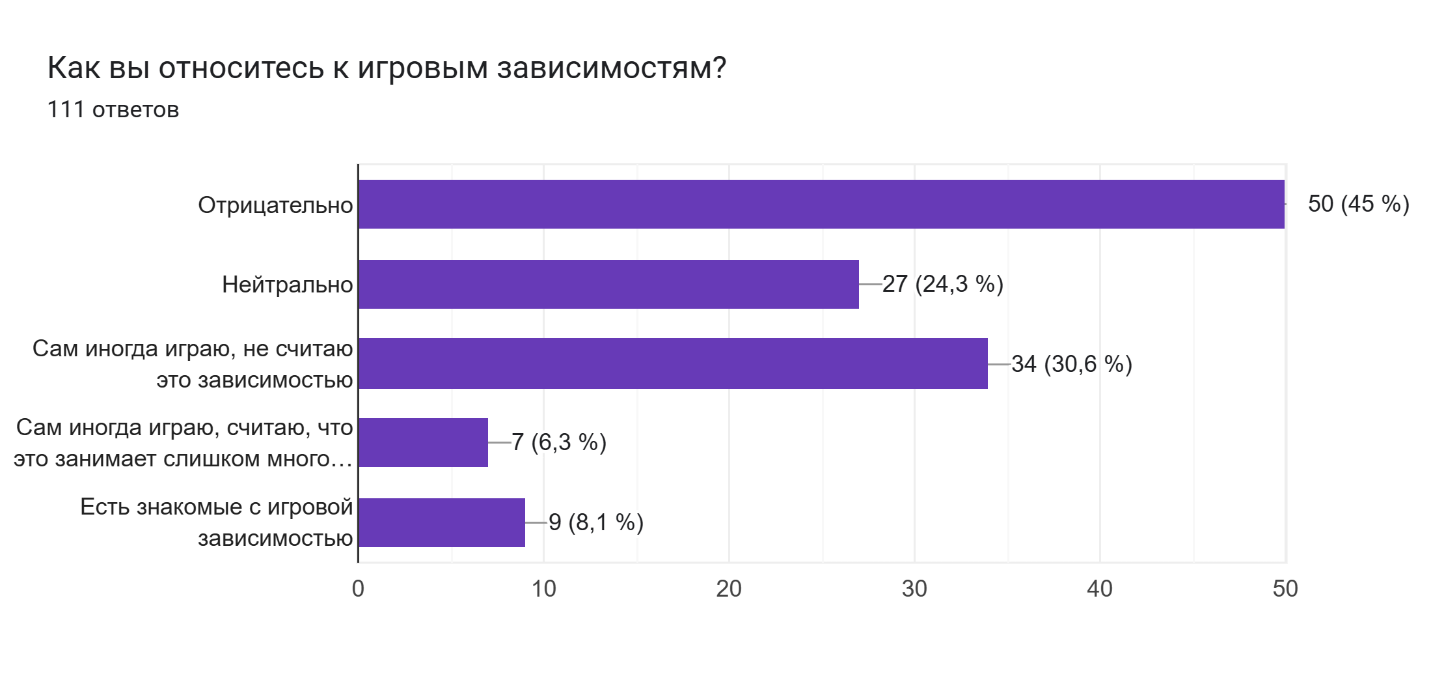 Как вы относитесь к игровым зависимостям?
111 ответов
Отрицательно
50 (45 %)
Нейтрально
27 (24,3 %)
Сам иногда играю, не считаю
это зависимостью
34 (30,6 %)
Сам иногда играю, считаю, что
это занимает слишком много…
7 (6,3 %)
Есть знакомые с игровой
зависимостью
9 (8,1 %)
0 10 20 30 40 50